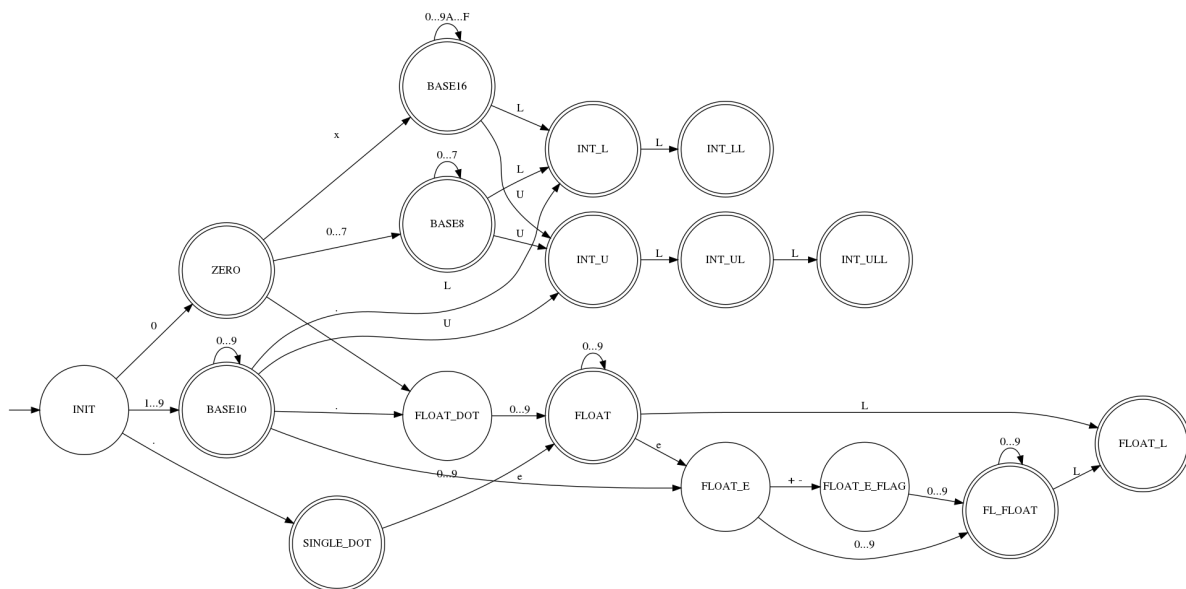 0...9A...F
BASE16
x
L
INT_L
L
INT_LL
0...7
BASE8
L
U
0...7
U
ZERO
INT_U
L
INT_UL
L
INT_ULL
L
.
U
0
0...9
0...9
INIT
1...9
BASE10
.
FLOAT_DOT
0...9
FLOAT
L
FLOAT_L
.
e
0...9
e
FLOAT_E
+ -
FLOAT_E_FLAG
0...9
0...9
L
FL_FLOAT
SINGLE_DOT
0...9